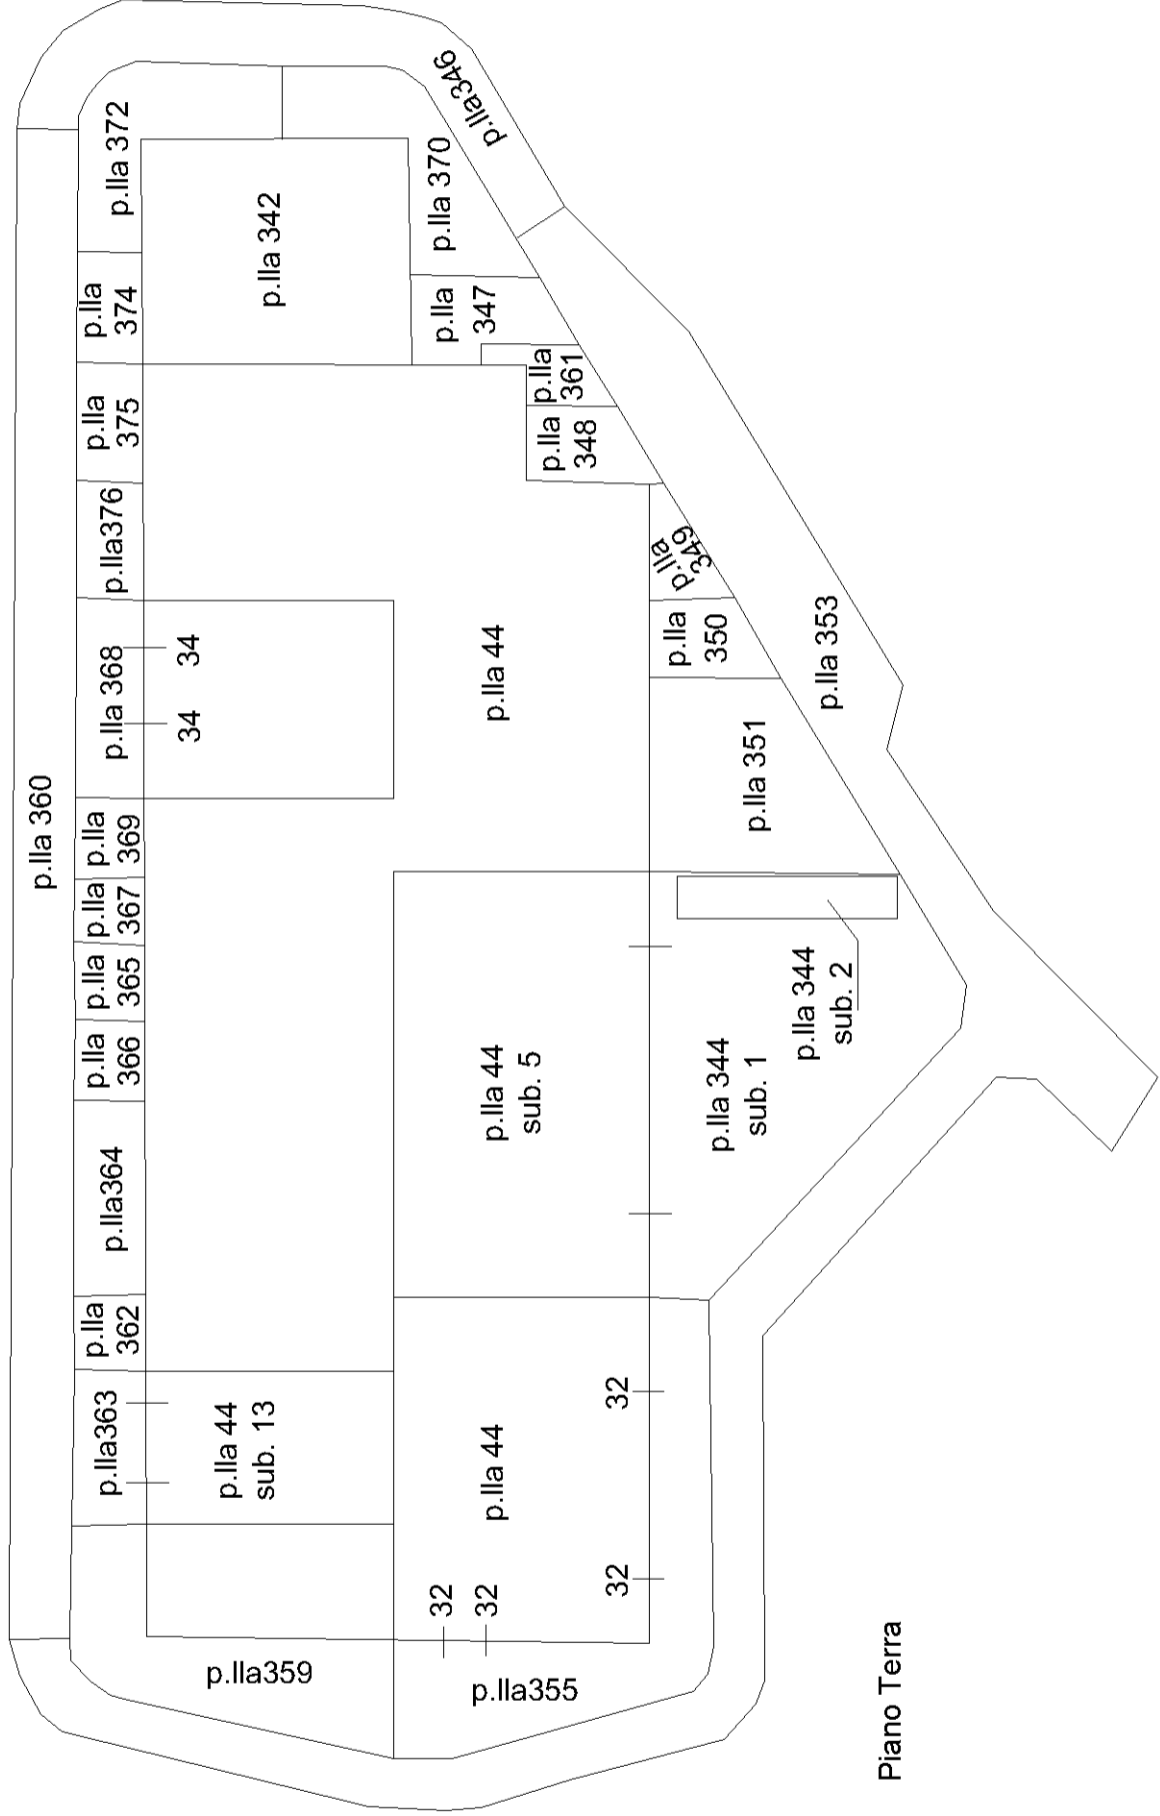 p.lla 360
p.lla363
p.lla
362
p.lla364
p.lla
366
p.lla
365
p.lla
367
p.lla
369
p.lla 368
p.lla376
p.lla
375
p.lla
374
p.lla 372
34
34
p.lla 44
sub. 13
p.lla 342
p.lla359
p.lla 370
p.lla346
p.lla
347
p.lla
361
p.lla
348
32
32
p.lla 44
p.lla 44
sub. 5
p.lla 44
p.lla355
32
32
p.lla
349
p.lla
350
p.lla 344
sub. 1
p.lla 344
sub. 2
p.lla 351
p.lla 353
Piano Terra